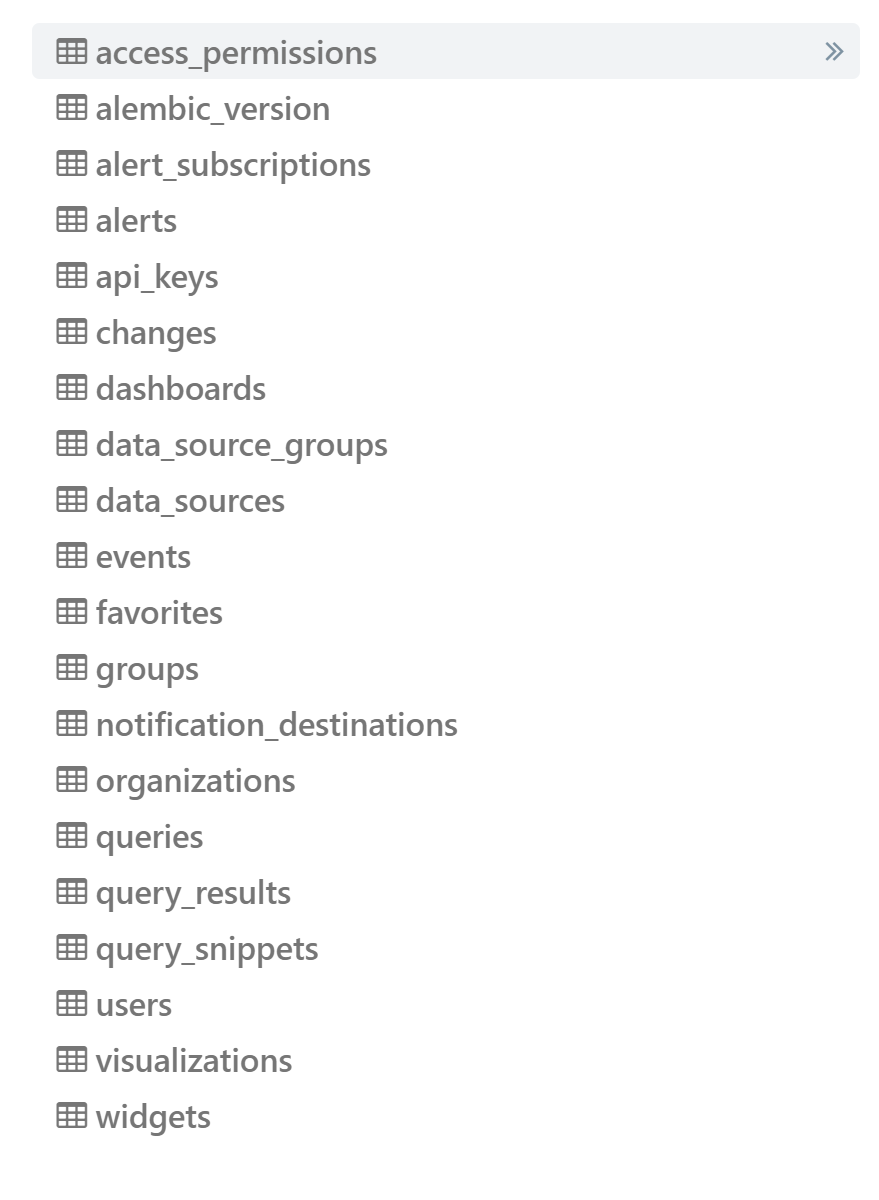 access_permissions
alembic_version
alert_subscriptions
alerts
api_keys
changes
dashboards
data_source_groups
data_sources
events
favorites
groups
notification_destinations
organizations
queries
query_results
query_snippets
users
visualizations
widgets